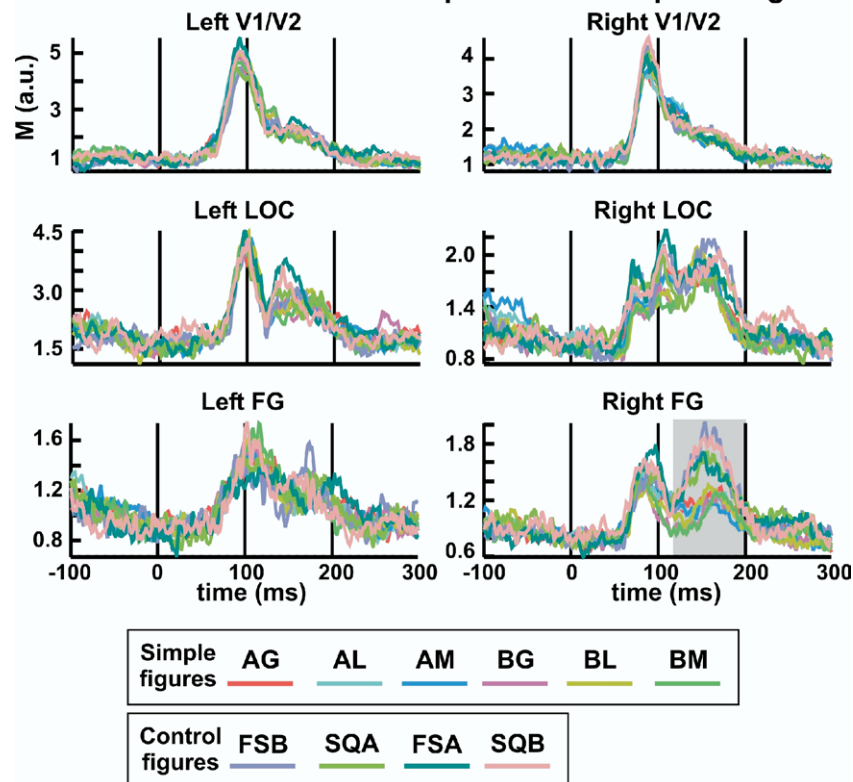 Left V1/V2
Right V1/V2
M (a.u.)
5
3
1
4
3
2
1
Left LOC
Right LOC
4.5
3.0
1.5
2.0
1.4
0.8
Left FG
Right FG
1.6
1.2
0.8
1.8
1.2
0.6
-100 0 100 200 300
-100 0 100 200 300
time (ms)
time (ms)
Simple figures
AG AL AM BG BL BM
Control figures
FSB SQA FSA SQB